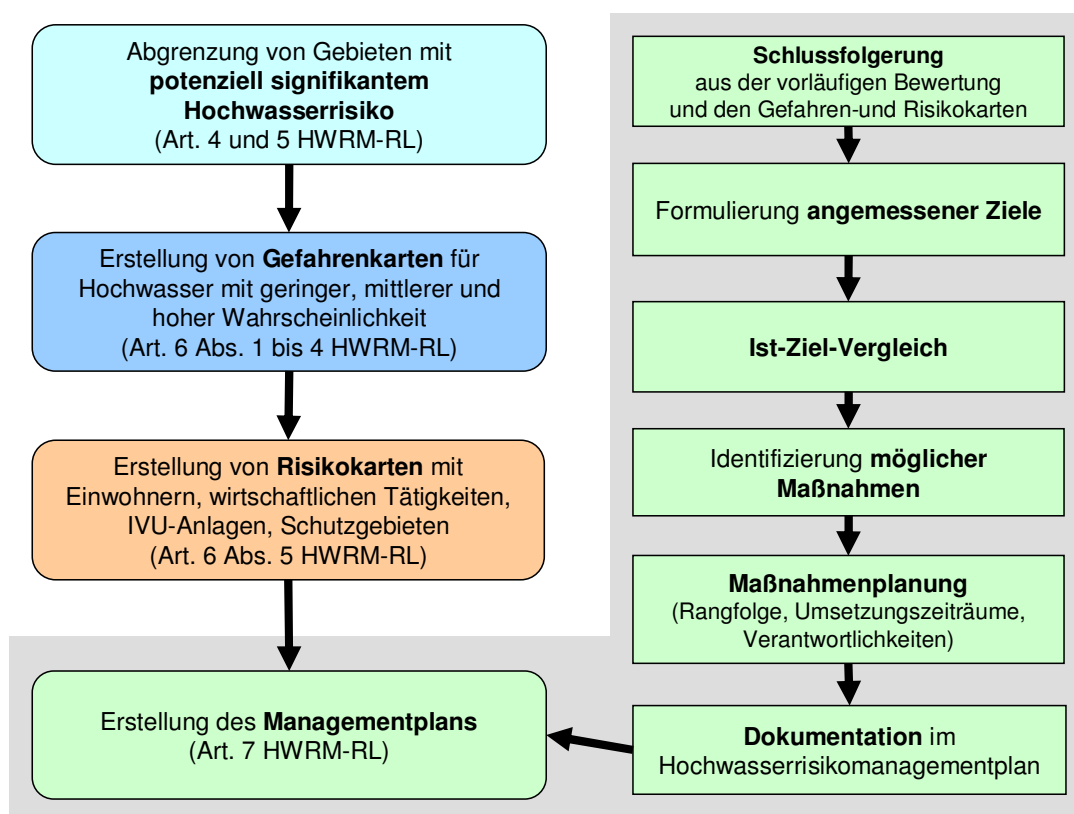 Abgrenzung von Gebieten mit
potenziell signifikantem
Hochwasserrisiko
(Art. 4 und 5 HWRM-RL)
Erstellung von Gefahrenkarten für
Hochwasser mit geringer, mittlerer und
hoher Wahrscheinlichkeit
(Art. 6 Abs. 1 bis 4 HWRM-RL)
Erstellung von Risikokarten mit
Einwohnern, wirtschaftlichen Tätigkeiten,
IVU-Anlagen, Schutzgebieten
(Art. 6 Abs. 5 HWRM-RL)
Erstellung des Managementplans
(Art. 7 HWRM-RL)
Schlussfolgerung
aus der vorläufigen Bewertung
und den Gefahren-und Risikokarten
Formulierung angemessener Ziele
Ist-Ziel-Vergleich
Identifizierung möglicher
Maßnahmen
Maßnahmenplanung
(Rangfolge, Umsetzungszeiträume,
Verantwortlichkeiten)
Dokumentation im
Hochwasserrisikomanagementplan